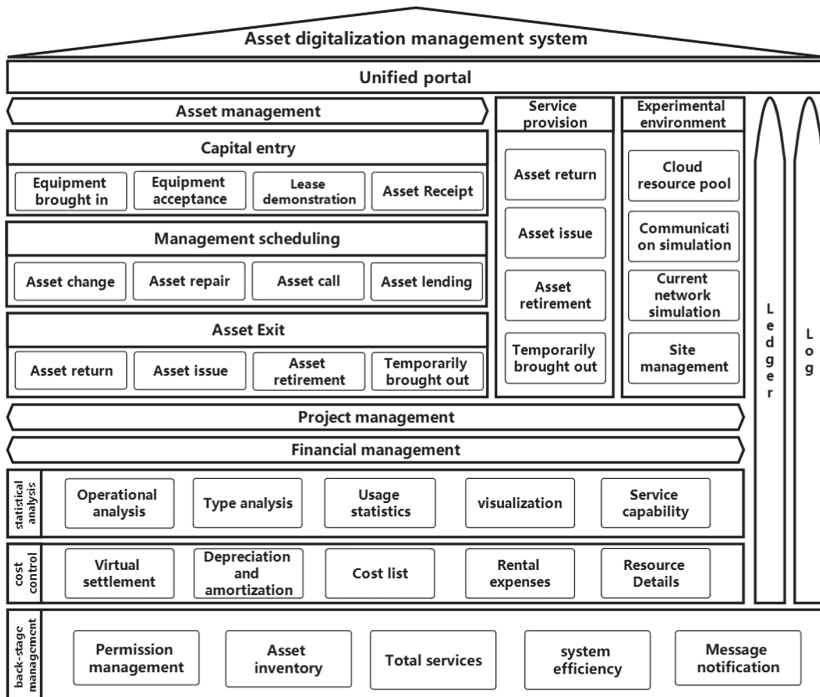 Asset digitalization management system
Unified portal
Asset management
Service
provision
Experimental
environment
Capital entry
Equipment
brought in
Equipment
acceptance
Lease
demonstration
Asset Receipt
Management scheduling
Asset change
Asset repair
Asset call
Asset lending
Asset Exit
Asset return
Asset issue
Asset
retirement
Temporarily
brought out
Asset return
Asset issue
Asset
retirement
Temporarily
brought out
Cloud
resource pool
Communicati
on simulation
Current
network
simulation
Site
management
Ledger
Log
Project management
Financial management
statistical
analysis
Operational
analysis
Type analysis
Usage
statistics
visualization
Service
capability
cost
control
Virtual
settlement
Depreciation
and
amortization
Cost list
Rental
expenses
Resource
Details
back-stage
management
Permission
management
Asset
inventory
Total services
system
efficiency
Message
notification